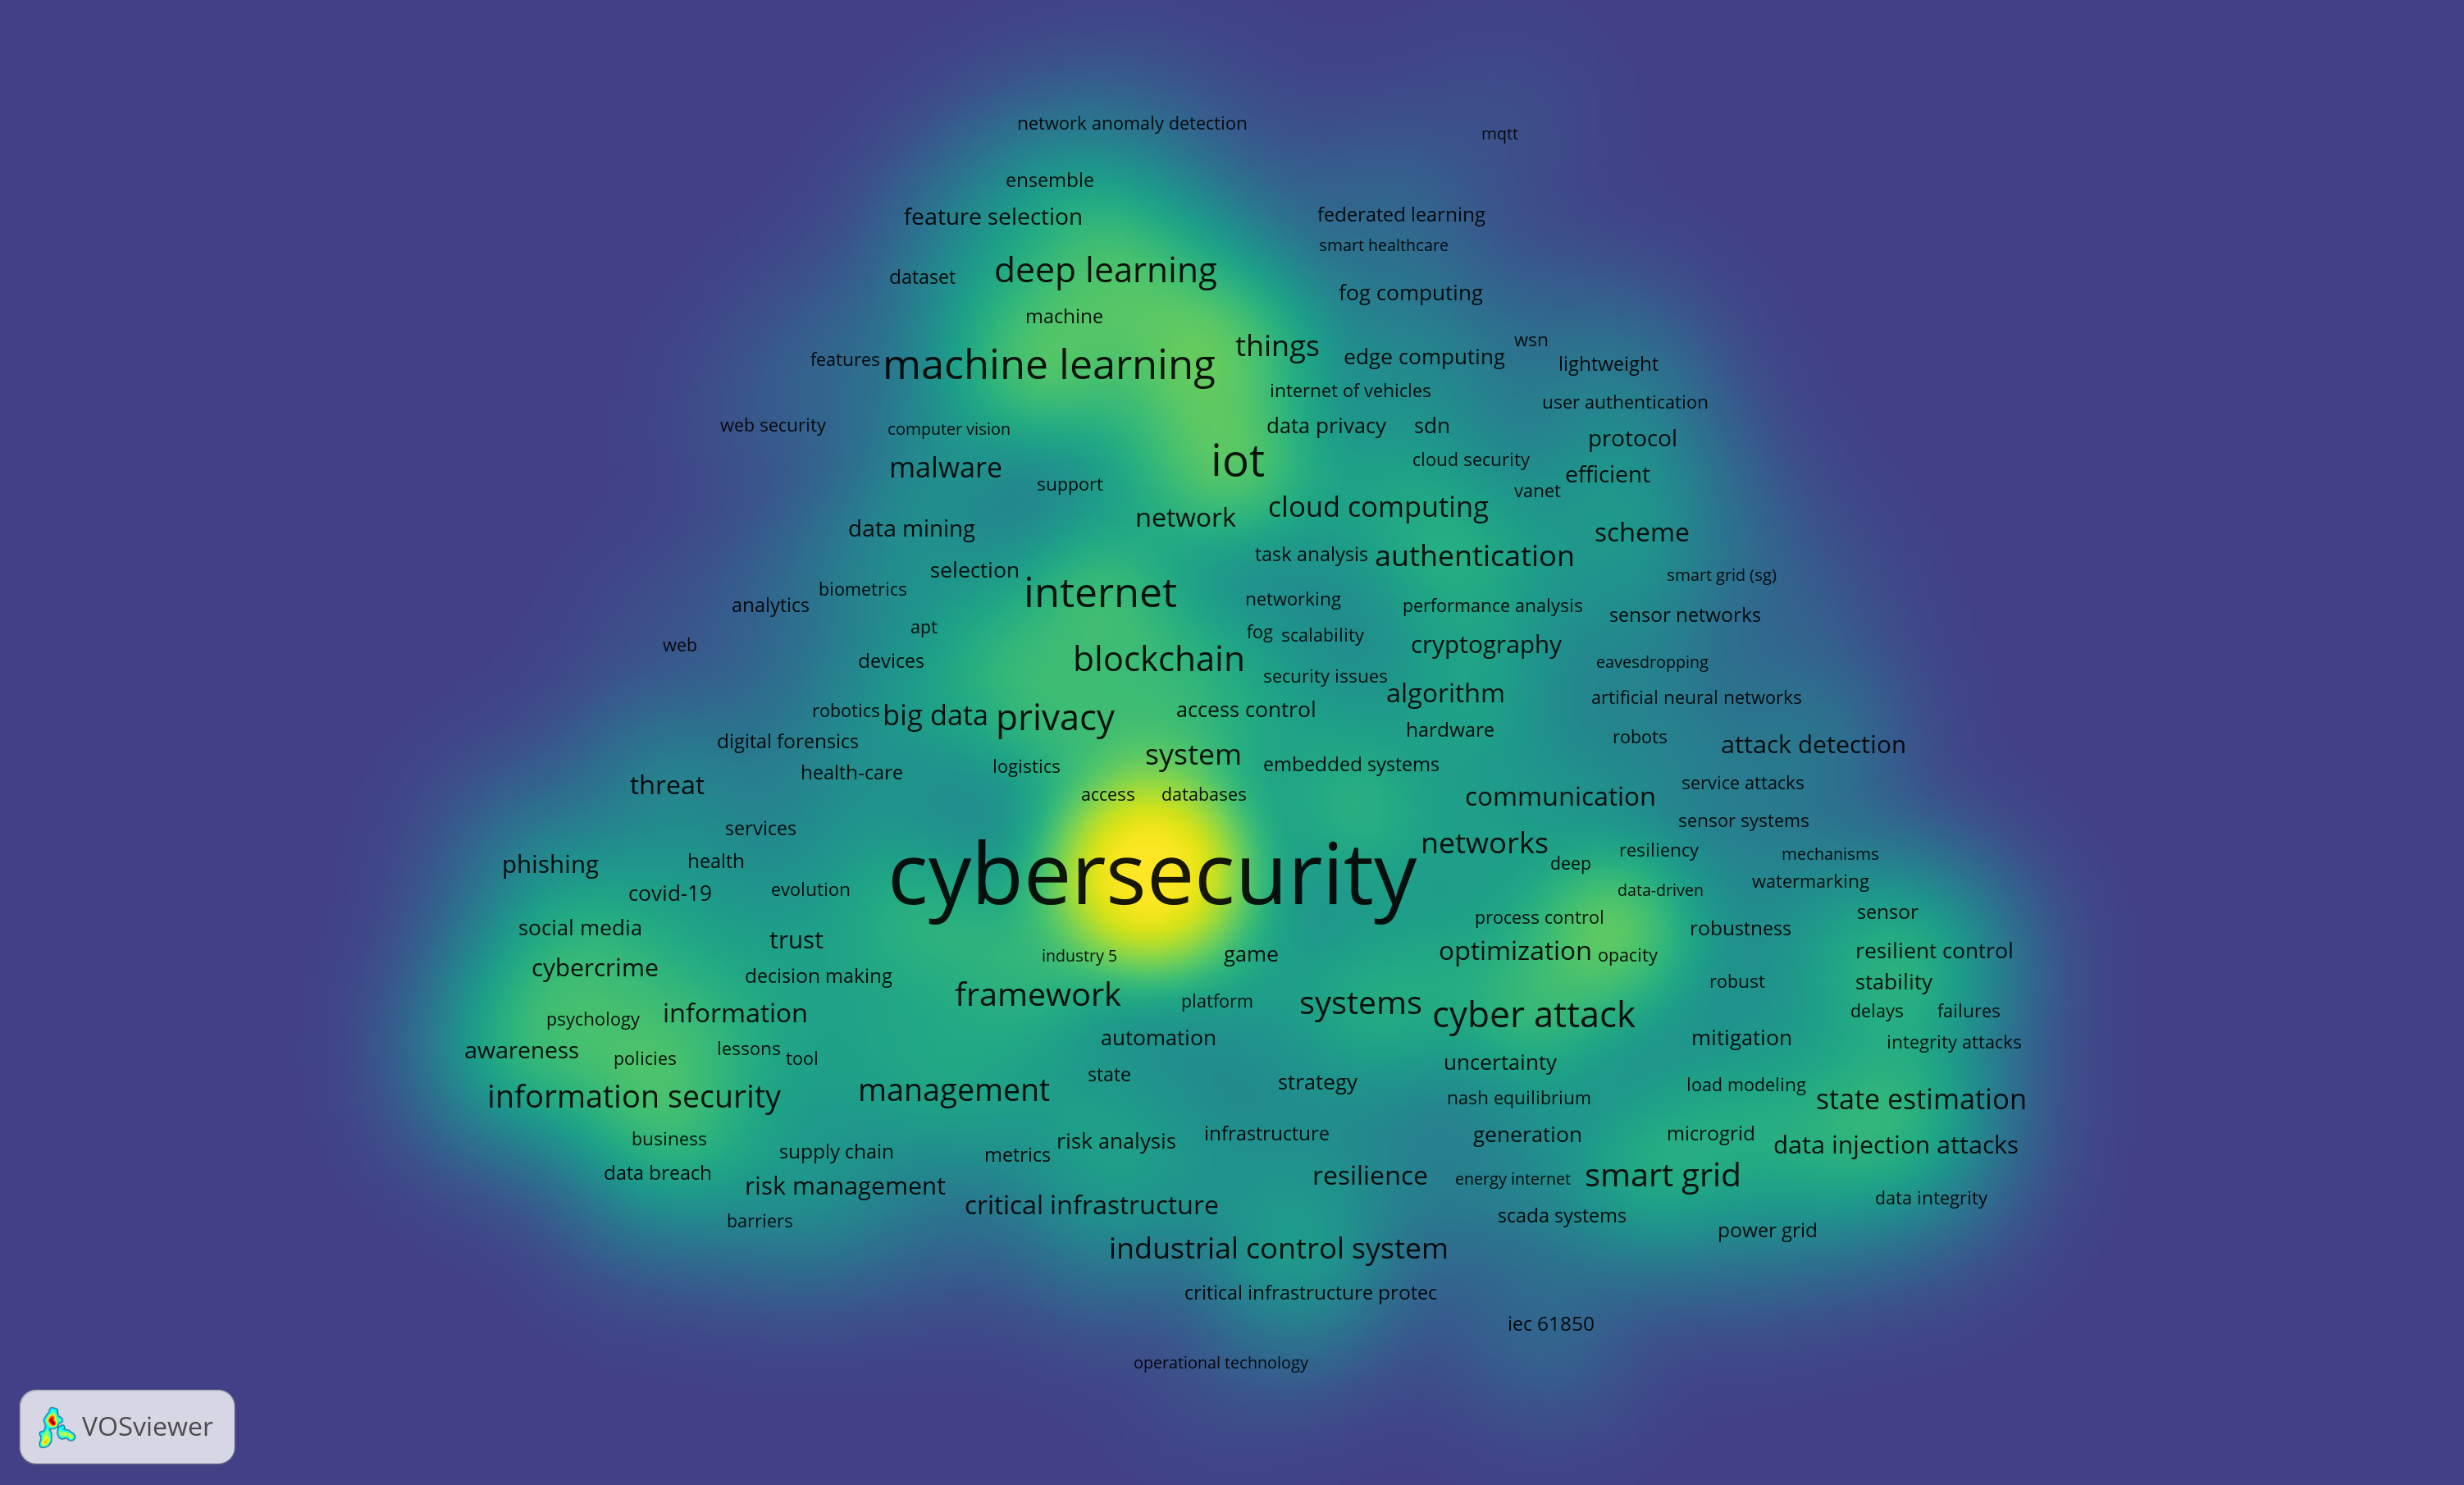 network anomaly detection
mqtt
ensemble
feature selection
federated learning
smart healthcare
deep learning
dataset
fog computing
machine
things
wsn
edge computing
features
machine learning
lightweight
internet of vehicles
user authentication
web security
computer vision
data privacy
sdn
protocol
iot
cloud security
malware
efficient
support
vanet
cloud computing
network
data mining
scheme
task analysis
authentication
selection
smart grid (sg)
biometrics
internet
networking
analytics
performance analysis
sensor networks
apt
fog
scalability
web
cryptography
devices
blockchain
eavesdropping
security issues
algorithm
artificial neural networks
robotics
big data
privacy
access control
hardware
robots
digital forensics
attack detection
system
health-care
logistics
embedded systems
threat
service attacks
access
databases
communication
services
sensor systems
networks
resiliency
phishing
health
cybersecurity
deep
mechanisms
covid-19
evolution
data-driven
watermarking
social media
process control
sensor
robustness
trust
industry 5
game
optimization
opacity
resilient control
cybercrime
decision making
robust
stability
framework
platform
systems
cyber attack
delays
failures
psychology
information
automation
mitigation
integrity attacks
awareness
policies
lessons
tool
uncertainty
state
strategy
load modeling
information security
management
nash equilibrium
state estimation
business
risk analysis
infrastructure
generation
microgrid
data injection attacks
data breach
supply chain
metrics
risk management
resilience
energy internet
smart grid
data integrity
critical infrastructure
barriers
scada systems
power grid
industrial control system
critical infrastructure protec
iec 61850
operational technology
VOSviewer